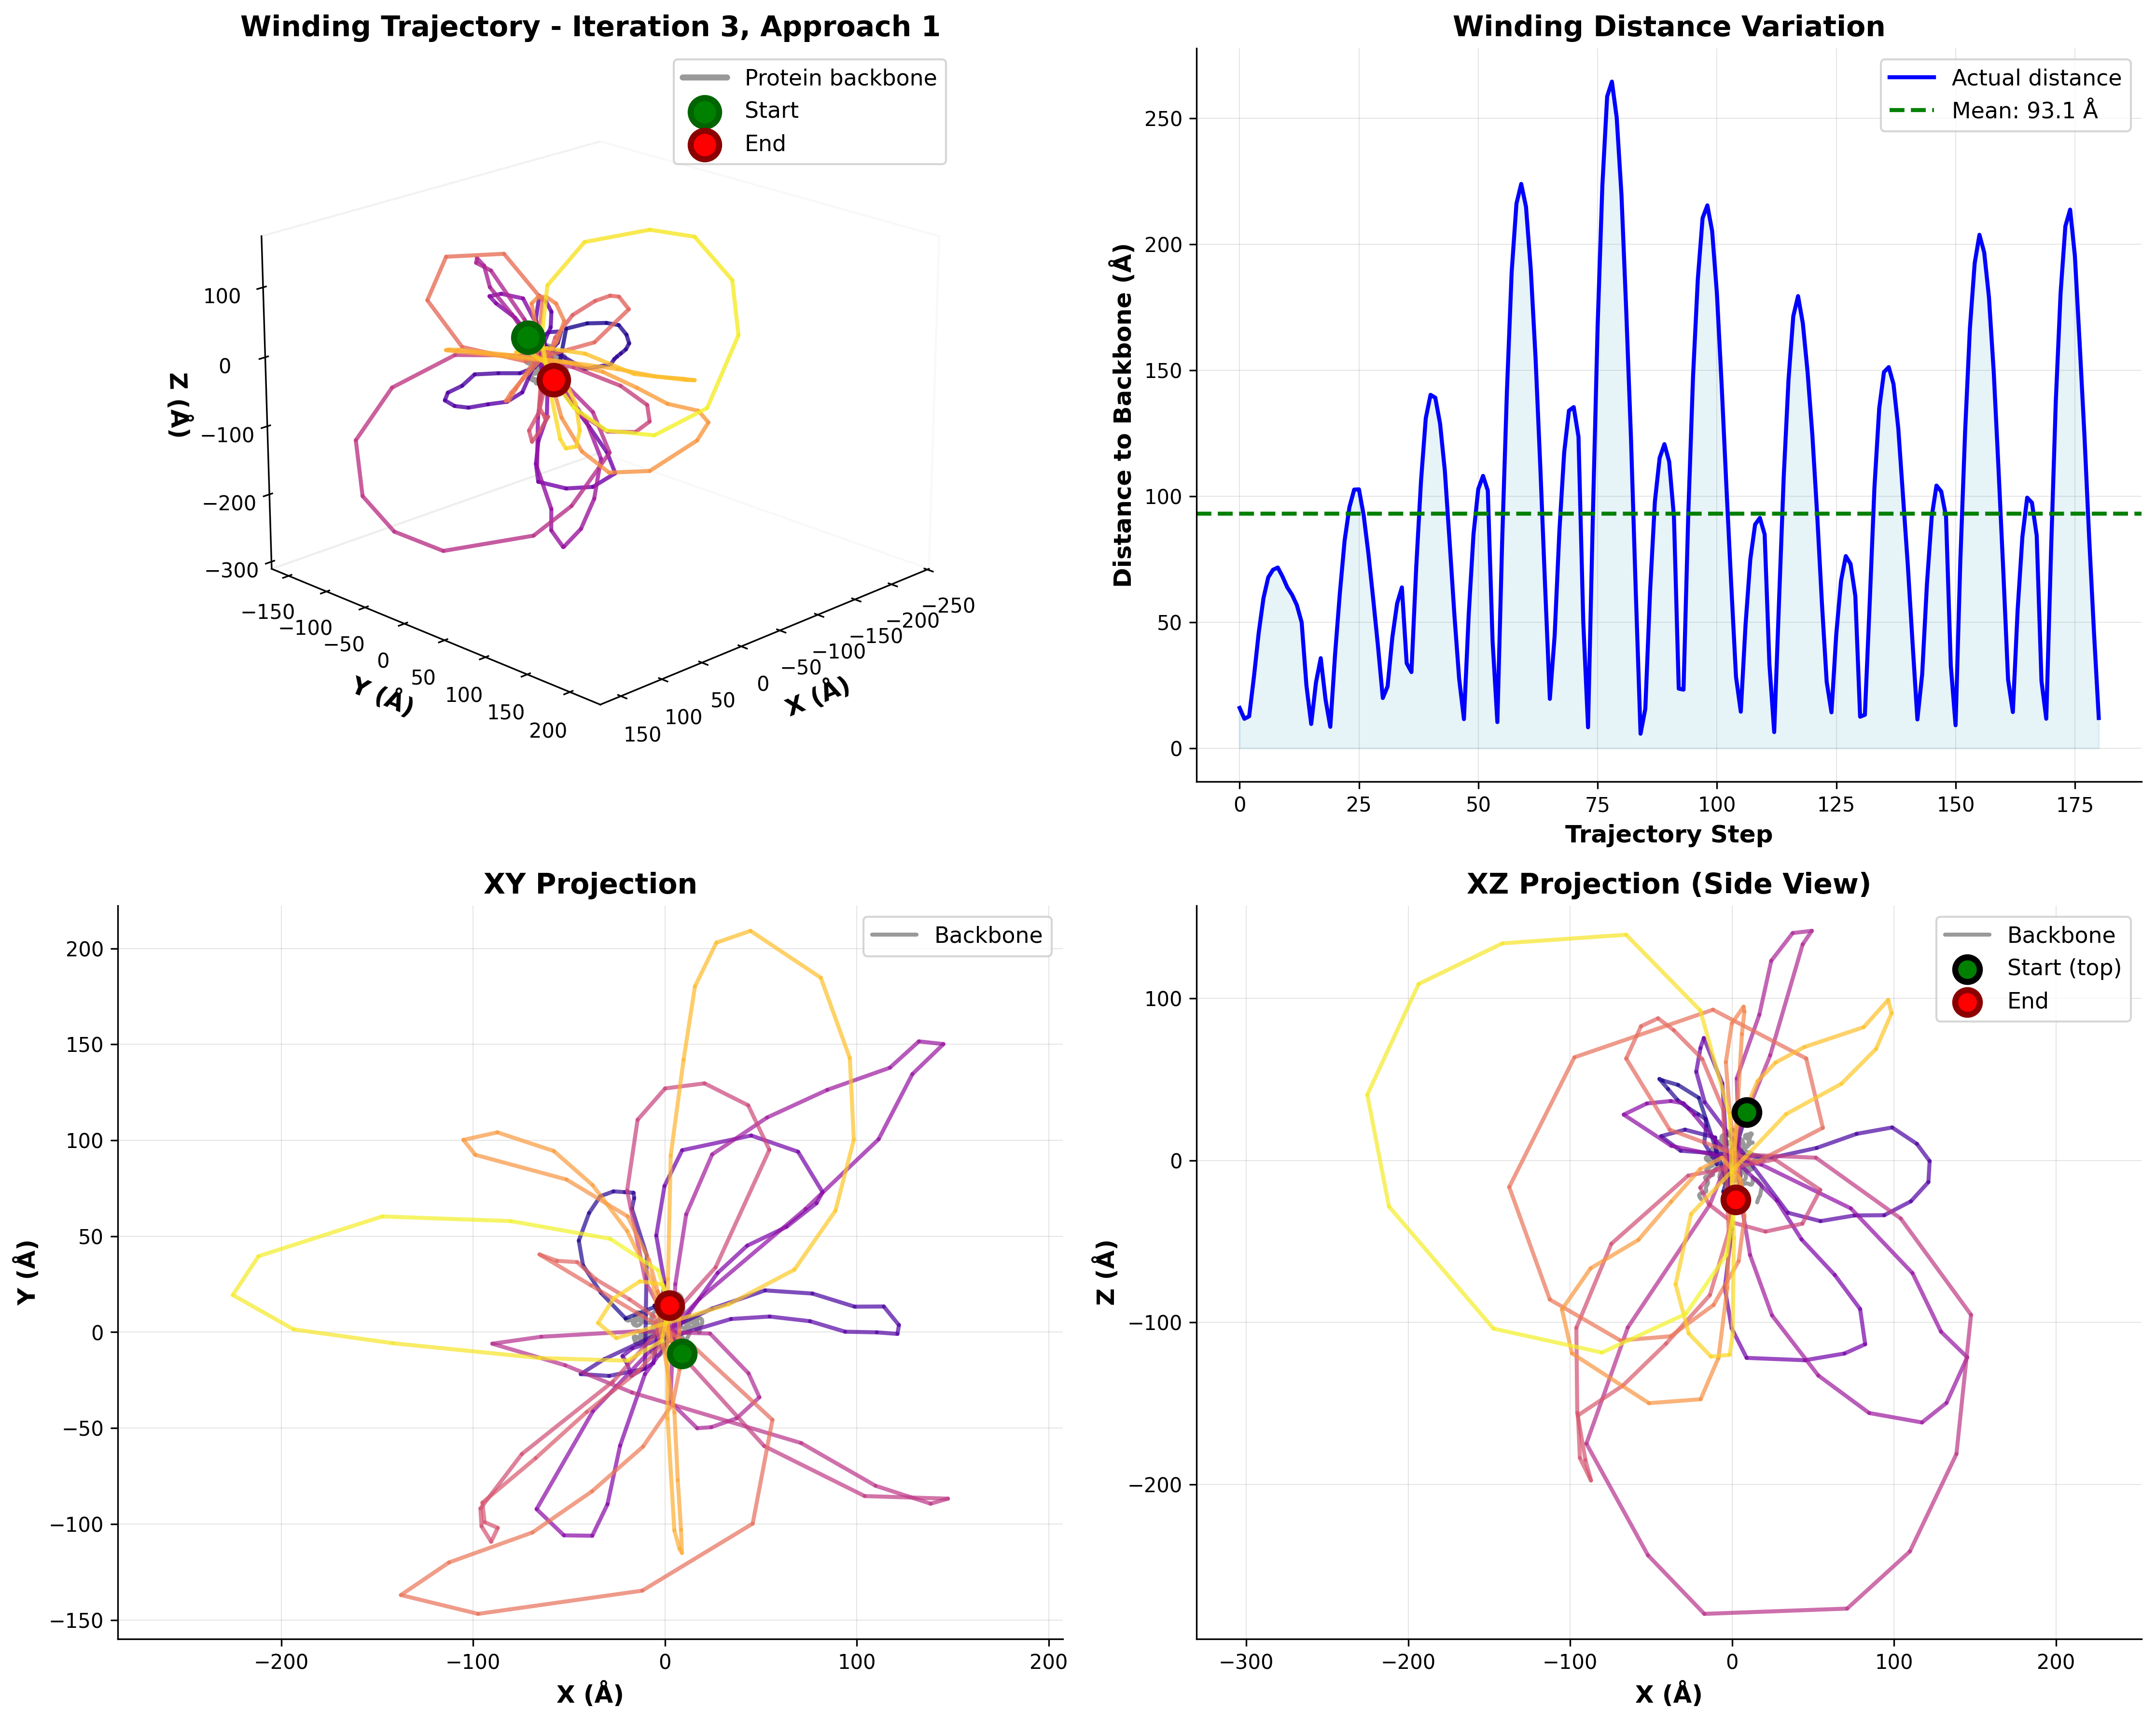 Winding Trajectory - Iteration 3, Approach 1
Protein backbone
Start
End
100
0
−100
−200
−300
Z (Å)
−150
−100
−50
0
50
100
150
200
Y (Å)
150
100
50
0
−50
−100
−150
−200
−250
X (Å)
Winding Distance Variation
Actual distance
Mean: 93.1 Å
250
200
150
100
50
0
Distance to Backbone (Å)
0 25 50 75 100 125 150 175
Trajectory Step
XY Projection
Backbone
200
150
100
50
0
−50
−100
−150
Y (Å)
−200 −100 0 100 200
X (Å)
XZ Projection (Side View)
Backbone
Start (top)
End
100
0
−100
−200
Z (Å)
−300 −200 −100 0 100 200
X (Å)